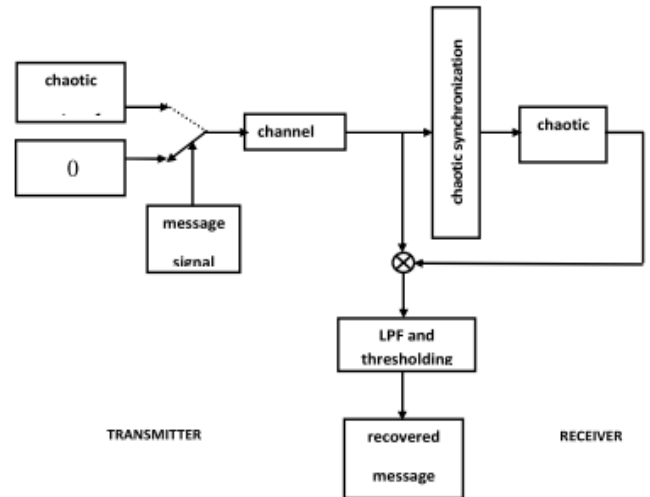 chaotic
0
message
signal
channel
chaotic synchronization
chaotic
LPF and
thresholding
recovered
message
TRANSMITTER
RECEIVER